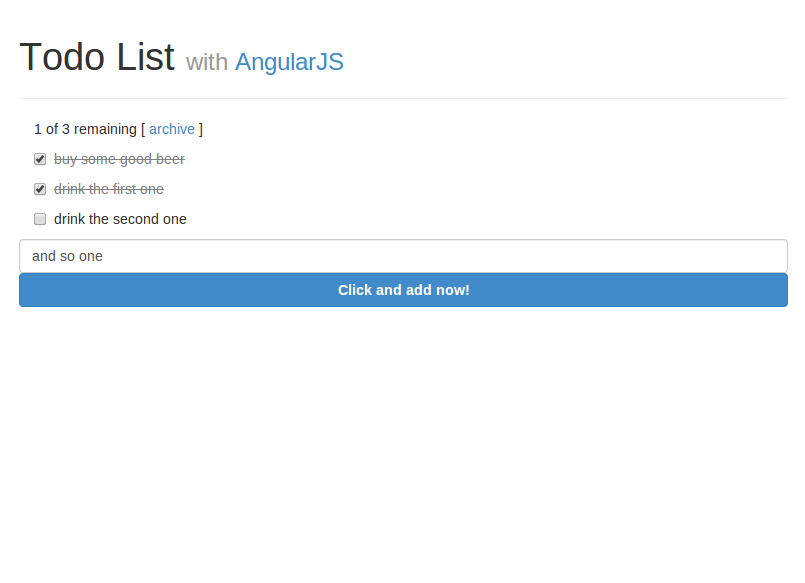 Todo List with AngularJS
1 of 3 remaining [ archive ]
buy some good beer
drink the first one
drink the second one
and so one
Click and add now!